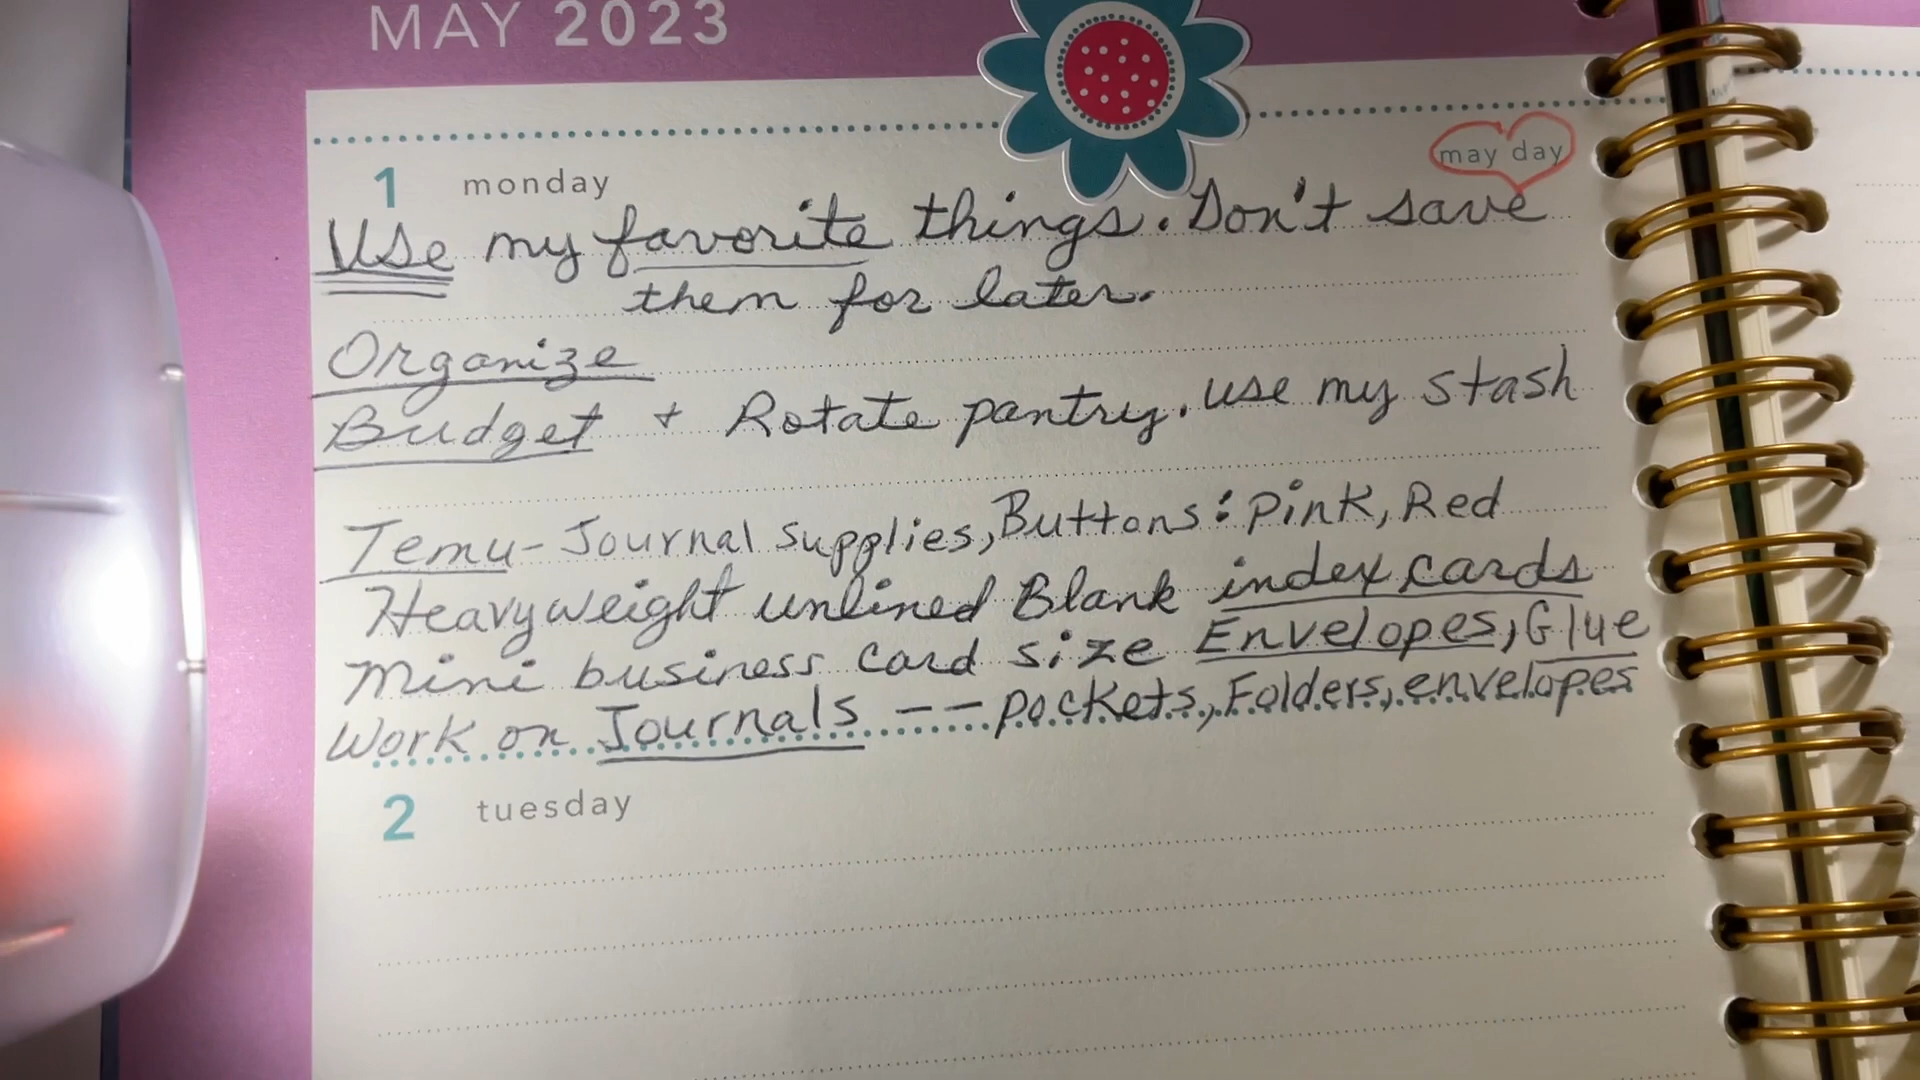 MAY 2023
may day
1 monday
Use my favorite things. Don't save
them for later.
Organize
Budget + Rotate pantry. use my stash
Temu - Journal supplies, Buttons: Pink, Red
Heavyweight unlined Blank index cards
Mini business card size Envelopes, Glue
Work on Journals -- pockets, Folders, envelopes
2 tuesday